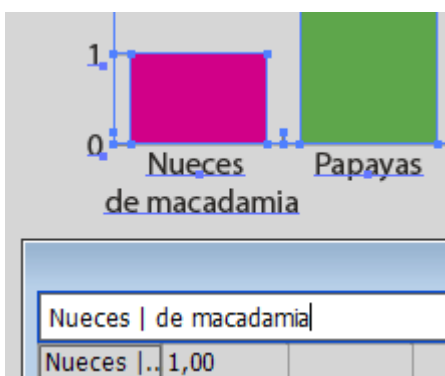 1
0
Nueces
de macadamia
Papayas
Nueces | de macadamia
Nueces |.. 1,00